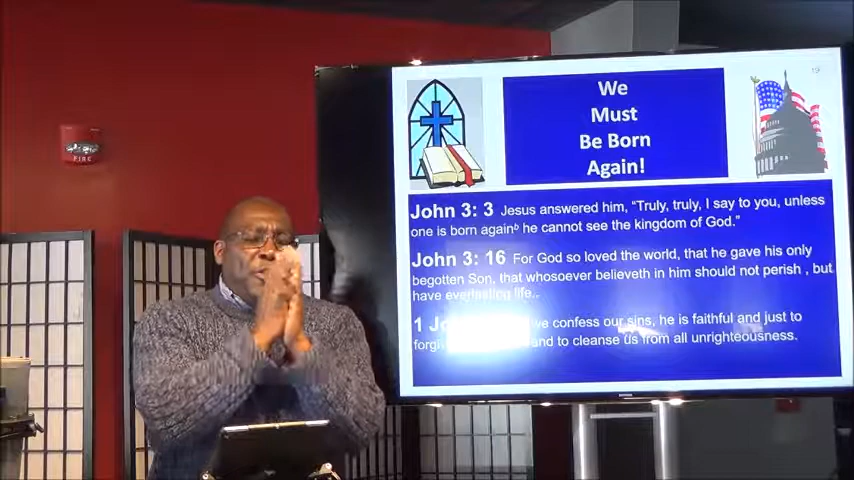 FIRE
19
We
Must
Be Born
Again!
John 3: 3 Jesus answered him, “Truly, truly, I say to you, unless
one is born againᵇ he cannot see the kingdom of God."
John 3: 16 For God so loved the world, that he gave his only
begotten Son, that whosoever believeth in him should not perish , but
have everlasting life..
1 we confess our sins, he is faithful and just to
and to cleanse us from all unrighteousness.